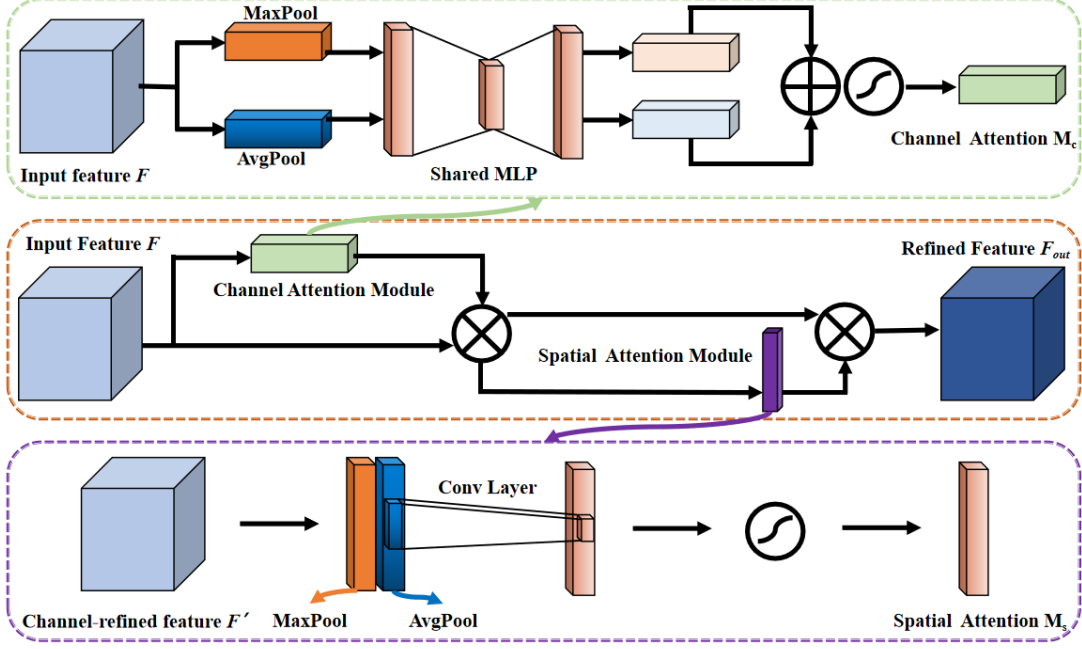 MaxPool
AvgPool
Input feature F
Shared MLP
Channel Attention Mc
Input Feature F
Refined Feature Fout
Channel Attention Module
Spatial Attention Module
Conv Layer
Channel-refined feature F′
MaxPool
AvgPool
Spatial Attention Ms